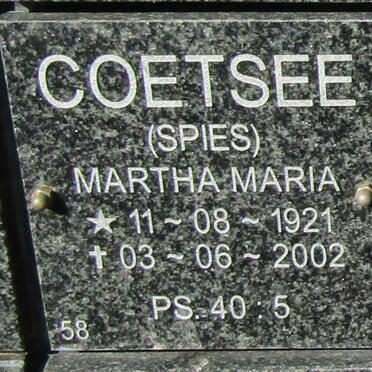 COETSEE
(SPIES)
MARTHA MARIA
★ 11 ~ 08 ~ 1921
✝ 03 ~ 06 ~ 2002
PS. 40 : 5
58